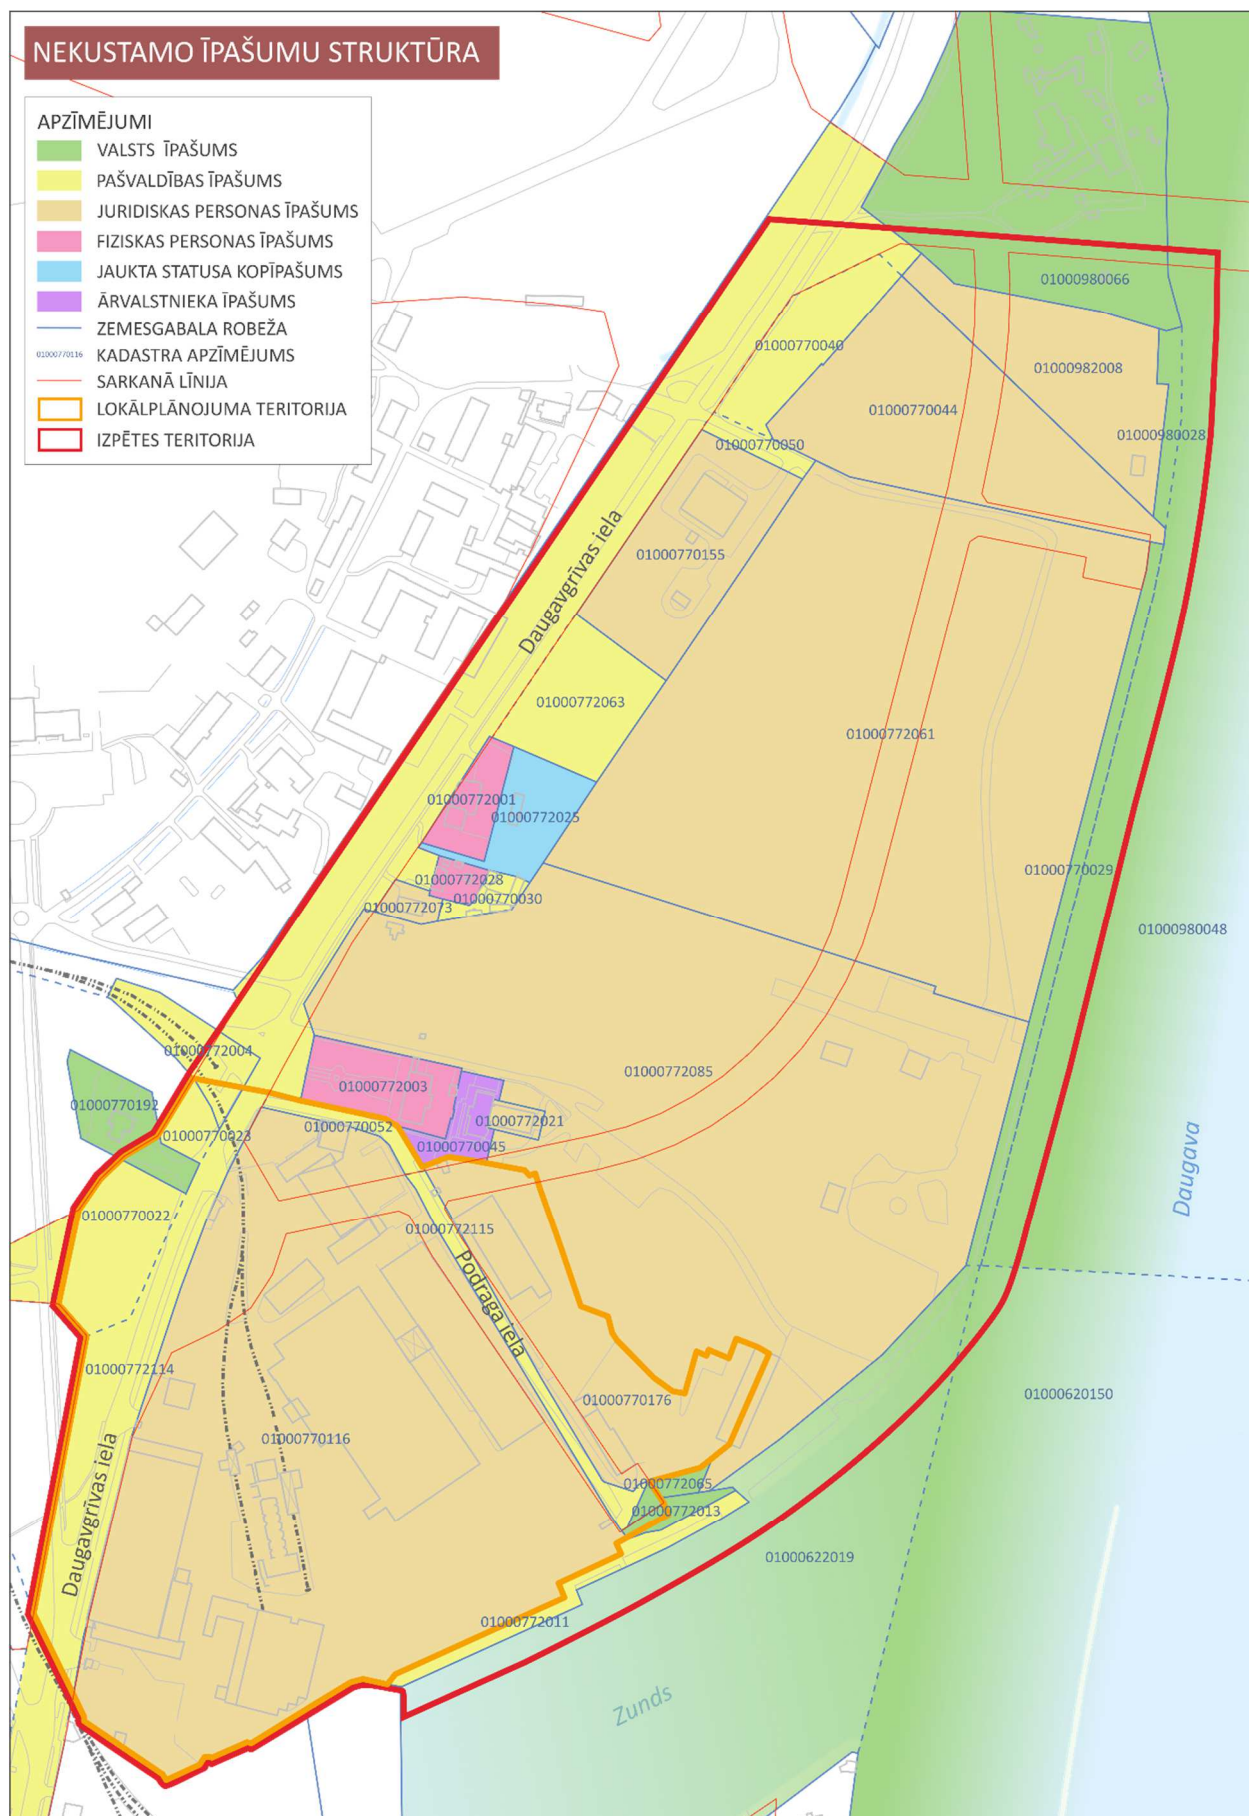 NEKUSTAMO ĪPAŠUMU STRUKTŪRA
APZĪMĒJUMI
VALSTS ĪPAŠUMS
PAŠVALDĪBAS ĪPAŠUMS
JURIDISKAS PERSONAS ĪPAŠUMS
FIZISKAS PERSONAS ĪPAŠUMS
JAUKTA STATUSA KOPĪPAŠUMS
ĀRVALSTNIEKA ĪPAŠUMS
ZEMESGABALA ROBEŽA
01000770116 KADASTRA APZĪMĒJUMS
SARKANĀ LĪNIJA
LOKĀLPLĀNOJUMA TERITORIJA
IZPĒTES TERITORIJA
01000980066
01000770040
01000982008
01000770044
01000980028
01000770050
01000770155
Daugavgrīvas iela
01000772063
01000772061
01000772001
01000772025
01000770029
01000772028
01000770030
01000772073
01000980048
01000772004
01000772085
01000772003
01000770192
01000772021
01000770052
01000770023
01000770045
Daugava
01000770022
01000772115
Podraga iela
01000772114
01000620150
01000770176
01000770116
01000772065
01000772013
Daugavgrīvas iela
01000622019
01000772011
Zunds